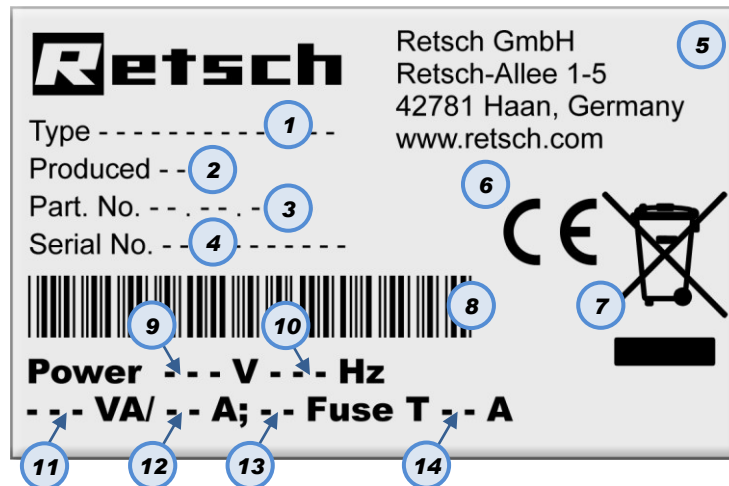 Retsch
Retsch GmbH
Retsch-Allee 1-5
42781 Haan, Germany
www.retsch.com
5
Type - - - - - - - - - - - - - -
1
Produced - -
2
Part. No. - - . - - . -
3
Serial No. - - - - - - - - -
4
6
CE
7
8
9
10
Power - - - V - - - Hz
- - - VA/ - - A; - - Fuse T - - A
11
12
13
14